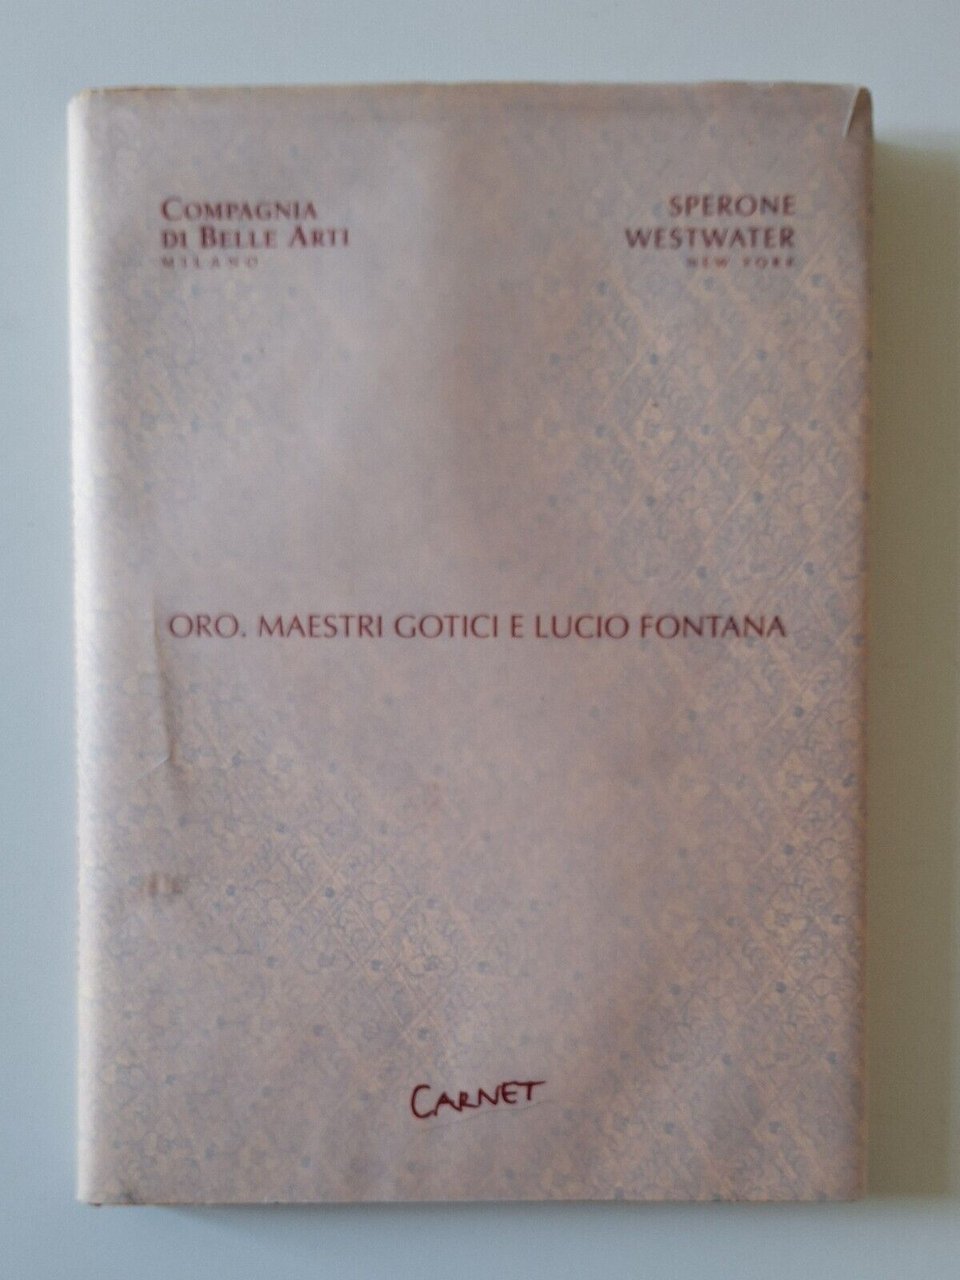 COMPAGNIA
DI BELLE ARTI
MILANO
SPERONE
WESTWATER
NEW YORK
ORO. MAESTRI GOTICI E LUCIO FONTANA
CARNET